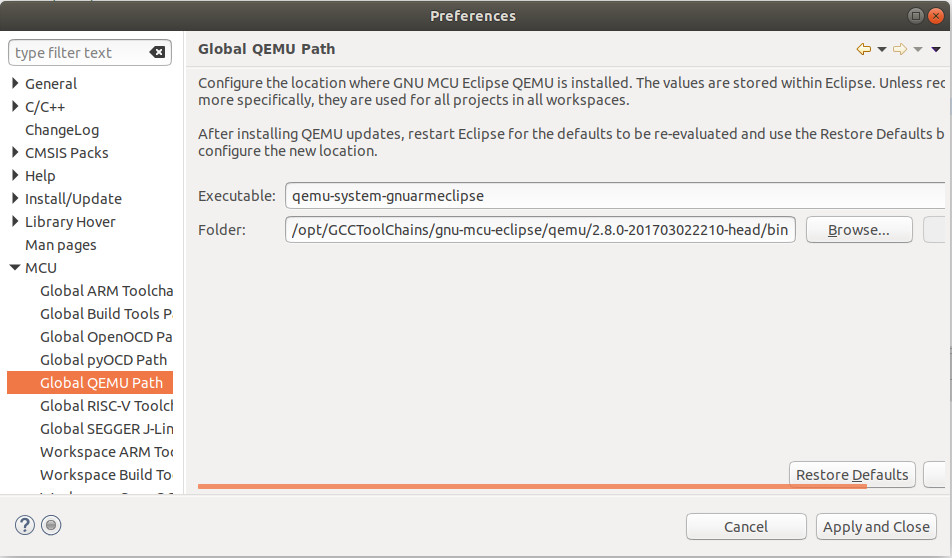 Preferences
type filter text
General
C/C++
ChangeLog
CMSIS Packs
Help
Install/Update
Library Hover
Man pages
MCU
Global ARM Toolcha
Global Build Tools P
Global OpenOCD Pa
Global pyOCD Path
Global QEMU Path
Global RISC-V Toolch
Global SEGGER J-Lin
Workspace ARM Too
Workspace Build To
Global QEMU Path
Configure the location where GNU MCU Eclipse QEMU is installed. The values are stored within Eclipse. Unless rec
more specifically, they are used for all projects in all workspaces.
After installing QEMU updates, restart Eclipse for the defaults to be re-evaluated and use the Restore Defaults b
configure the new location.
Executable: qemu-system-gnuarmeclipse
Folder: /opt/GCCToolChains/gnu-mcu-eclipse/qemu/2.8.0-201703022210-head/bin Browse...
Restore Defaults
? Cancel Apply and Close